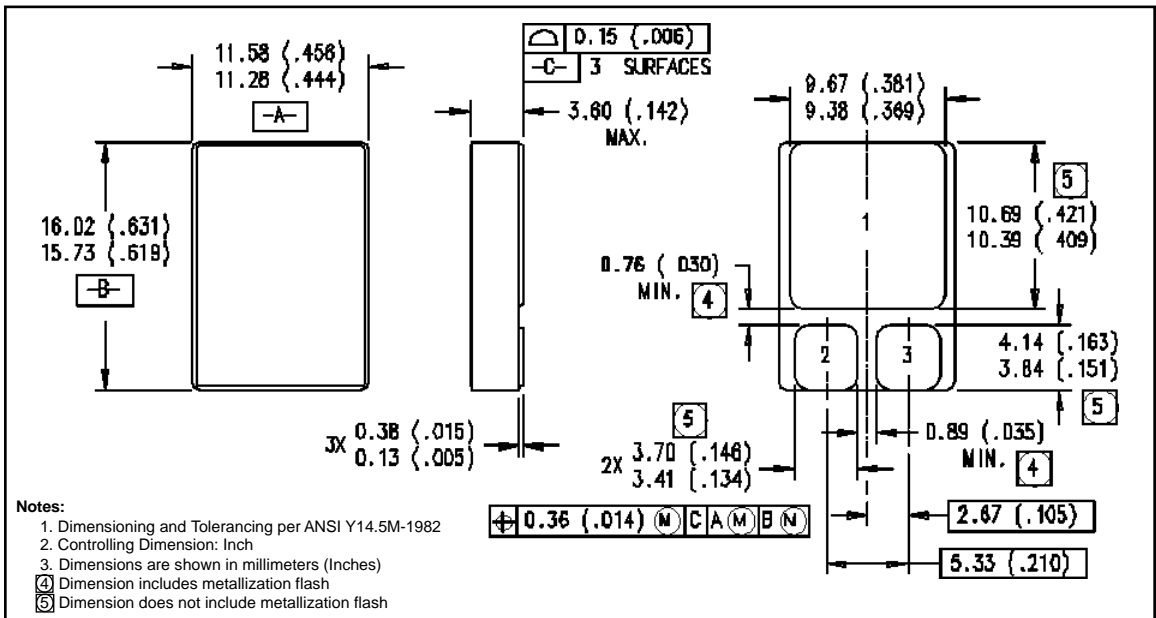 11.58 (.456)
11.28 (.444)
-A-
16.02 (.631)
15.73 (.619)
-B-
0.15 (.006)
-C- 3 SURFACES
3.60 (.142)
MAX.
3X 0.38 (.015)
0.13 (.005)
9.67 (.381)
9.38 (.369)
1
5
10.69 (.421)
10.39 ( 409)
0.76 ( 030)
MIN. 4
2
3
4.14 (.163)
3.84 (.151)
5
5
2X 3.70 (.146)
3.41 (.134)
0.89 (.035)
MIN. 4
0.36 (.014) M C A M B
2.67 (.105)
5.33 (.210)
Notes:
1. Dimensioning and Tolerancing per ANSI Y14.5M-1982
2. Controlling Dimension: Inch
3. Dimensions are shown in millimeters (Inches)
4 Dimension includes metallization flash
5 Dimension does not include metallization flash